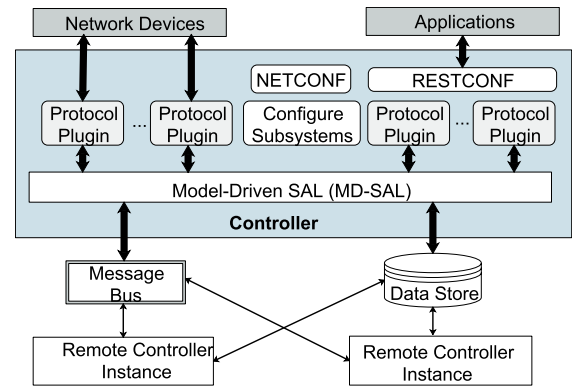 Network Devices
Applications
NETCONF
RESTCONF
Protocol
Plugin
...
Protocol
Plugin
Configure
Subsystems
Protocol
Plugin
...
Protocol
Plugin
Model-Driven SAL (MD-SAL)
Controller
Message
Bus
Data Store
Remote Controller
Instance
Remote Controller
Instance